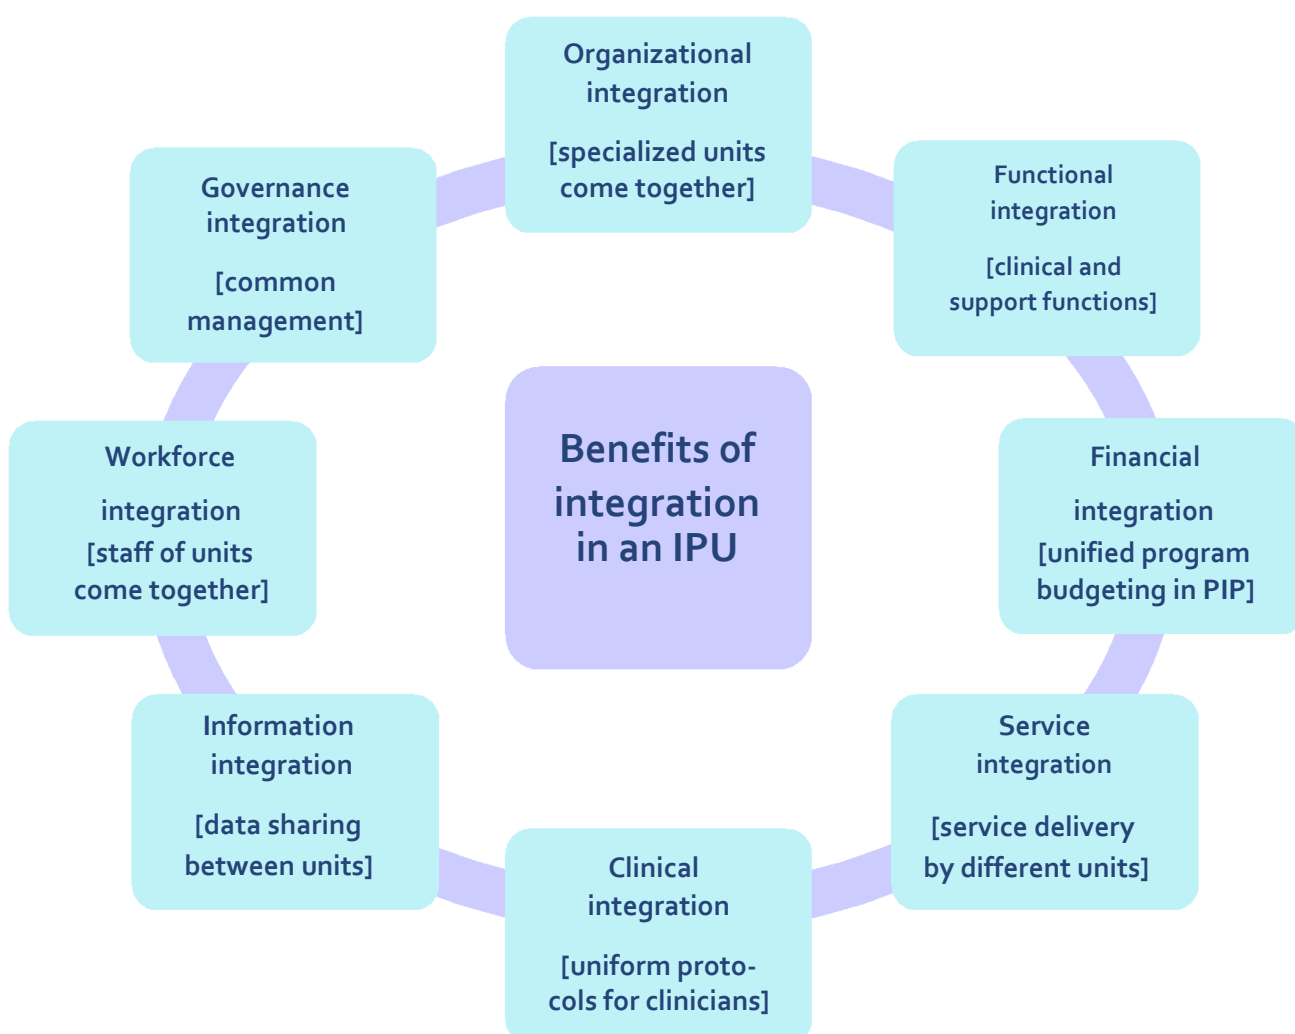 Organizational
integration
[specialized units
come together]
Functional
integration
[clinical and
support functions]
Financial
integration
[unified program
budgeting in PIP]
Service
integration
[service delivery
by different units]
Clinical
integration
[uniform proto-
cols for clinicians]
Information
integration
[data sharing
between units]
Workforce
integration
[staff of units
come together]
Governance
integration
[common
management]
Benefits of
integration
in an IPU